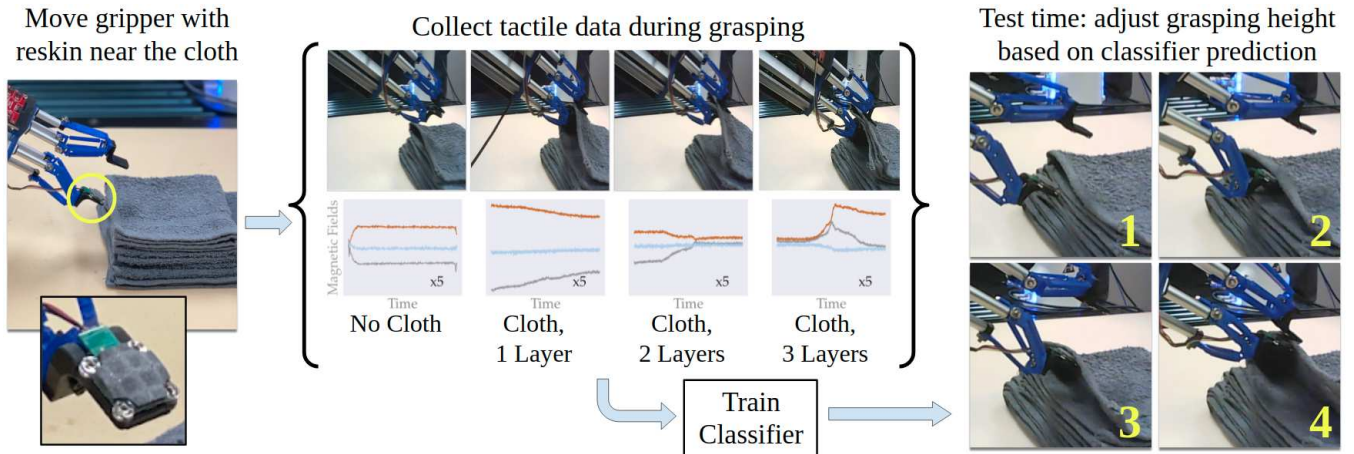 Move gripper with
reskin near the cloth
Collect tactile data during grasping
Magnetic Fields
x5
x5
x5
x5
Time
Time
Time
Time
No Cloth
Cloth,
1 Layer
Cloth,
2 Layers
Cloth,
3 Layers
Train
Classifier
Test time: adjust grasping height
based on classifier prediction
1
2
3
4